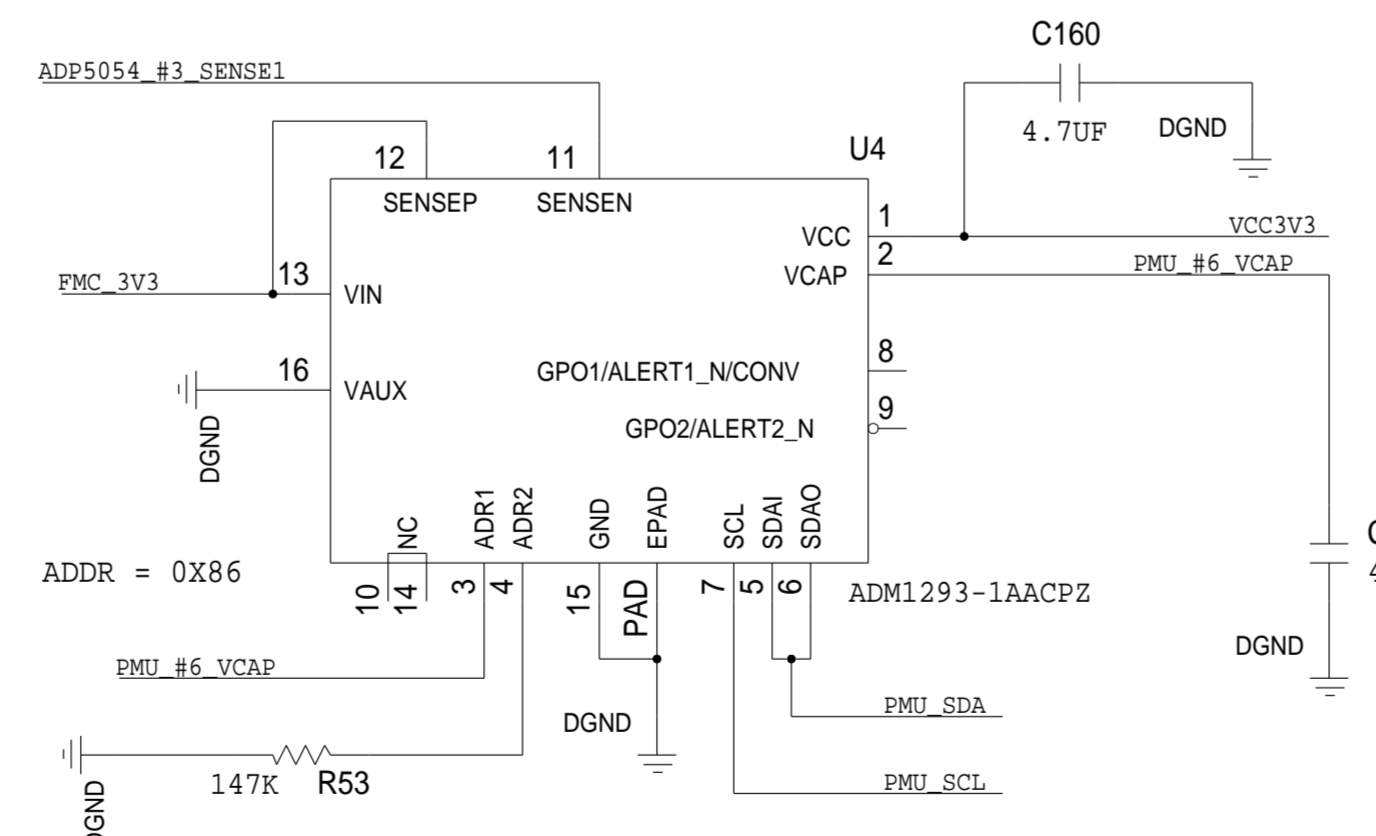 C160
ADP5054_#3_SENSE1
4.7UF
DGND
12
11
U4
SENSEP
SENSEN
1
VCC
VCC3V3
2
VCAP
PMU_#6_VCAP
FMC_3V3
13
VIN
16
VAUX
DGND
GPO1/ALERT1_N/CONV
8
GPO2/ALERT2_N
9
NC
ADR1
ADR2
GND
EPAD
SCL
SDAI
SDAO
ADDR = 0X86
10
14
3
4
15
PAD
7
5
6
ADM1293-1AACPZ
C
4
PMU_#6_VCAP
DGND
DGND
PMU_SDA
147K
R53
PMU_SCL
DGND